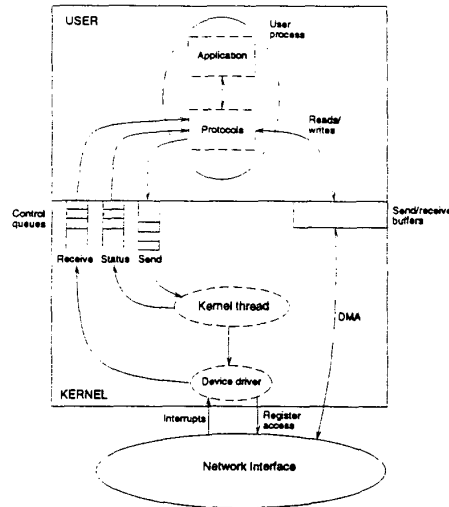 USER
User
process
Application
Protocols
Reads/
writes
Control
queues
Send/receive
buffers
Receive
Status
Send
Kernel thread
DMA
Device driver
KERNEL
Interrupts
Register
access
Network Interface